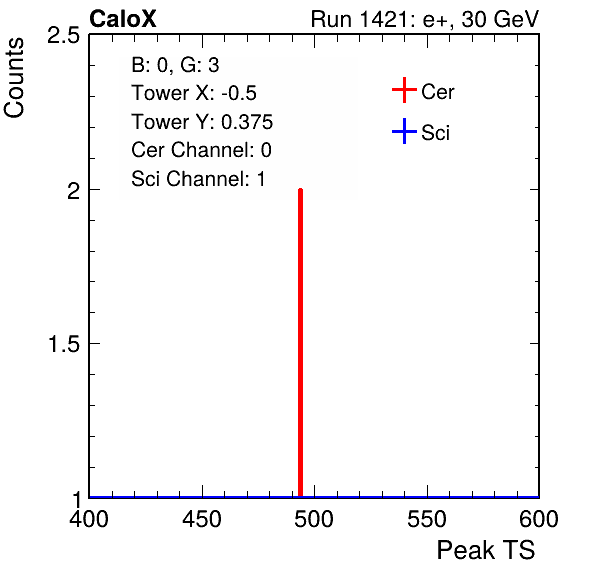 CaloX
Run 1421: e+, 30 GeV
Counts
2.5
2
1.5
1
B: 0, G: 3
Tower X: -0.5
Tower Y: 0.375
Cer Channel: 0
Sci Channel: 1
Cer
Sci
400
450
500
550
600
Peak TS